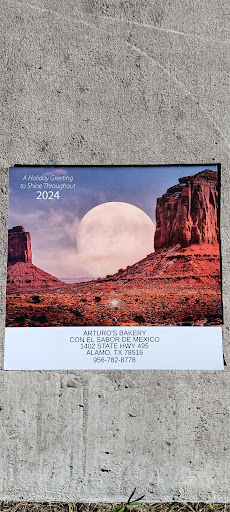 A Holiday Greeting
to Shine Throughout
2024
ARTURO'S BAKERY
CON EL SABOR DE MEXICO
1402 STATE HWY 495
ALAMO, TX 78516
956-782-8778